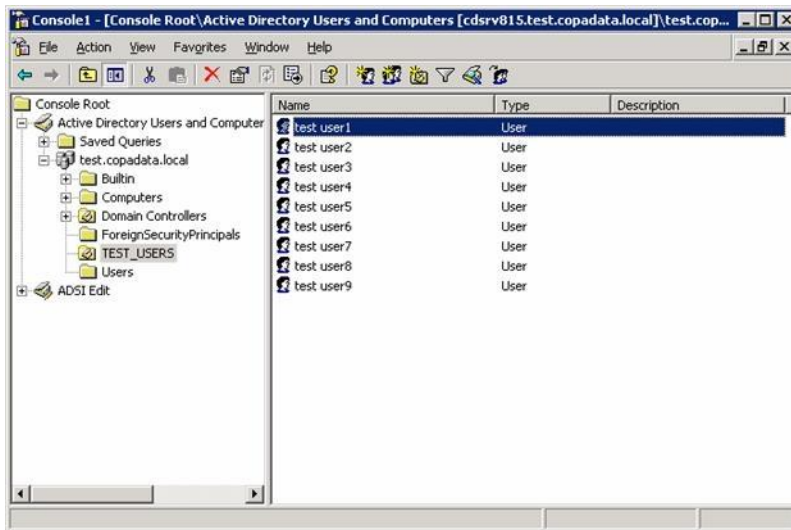 Console1 - [Console Root\Active Directory Users and Computers [cdsrv815.test.copadata.local]\test.cop...
File Action View Favorites Window Help
Console Root
Active Directory Users and Computer
Saved Queries
test.copadata.local
Builtin
Computers
Domain Controllers
ForeignSecurityPrincipals
TEST_USERS
Users
ADSI Edit
Name Type Description
test user1 User
test user2 User
test user3 User
test user4 User
test user5 User
test user6 User
test user7 User
test user8 User
test user9 User